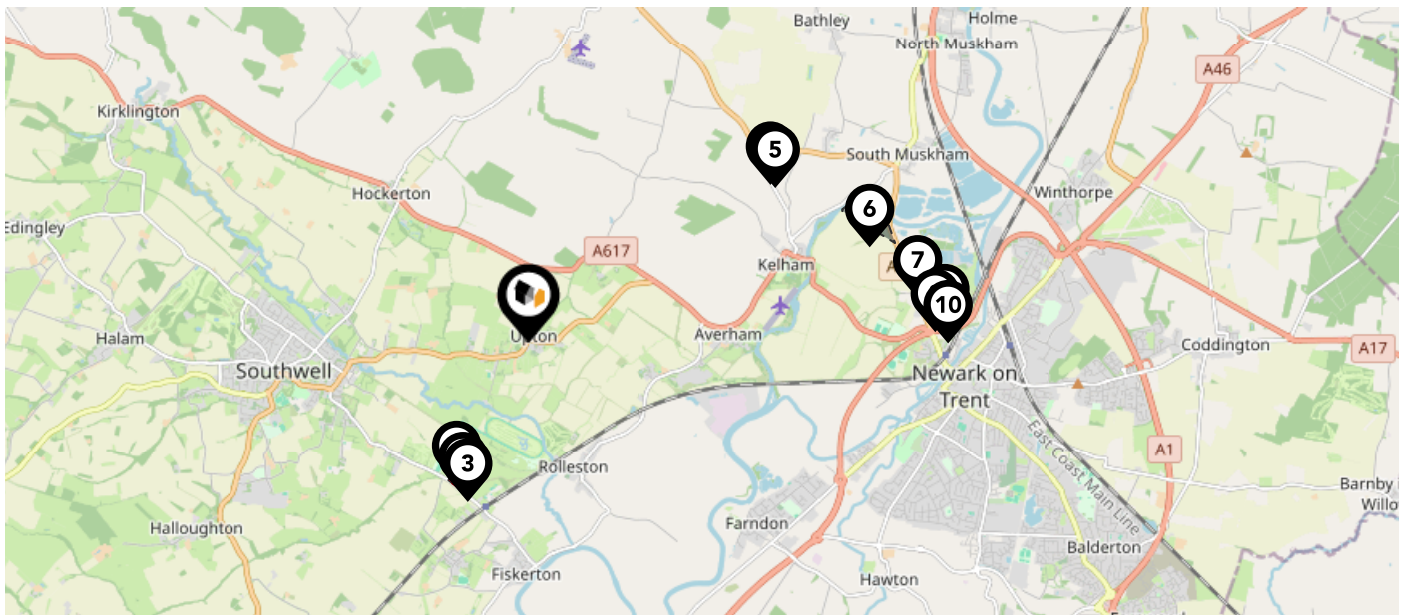 Bathley
Holme
North Muskham
A46
Kirklington
5
South Muskham
Hockerton
Winthorpe
6
Edingley
A617
Kelham
7
10
Upton
Halam
Averham
Coddington
A17
Southwell
Newark on
Trent
East Coast Main Line
A1
3
Rolleston
Barnby
Willo
Halloughton
Farndon
Balderton
Fiskerton
Hawton